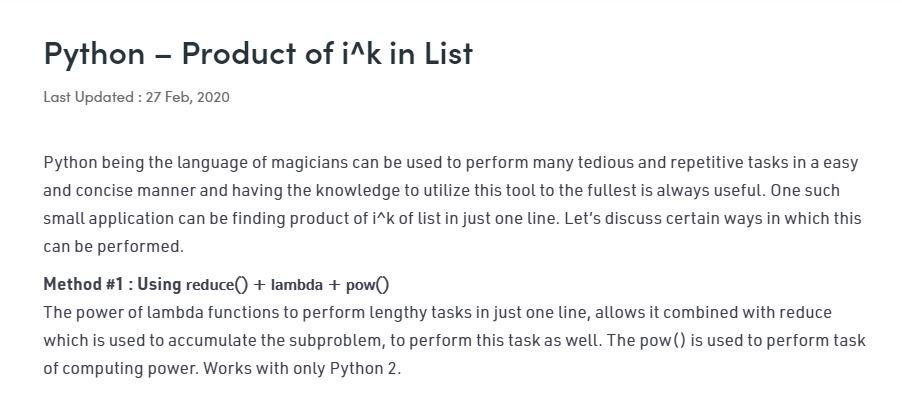 Python – Product of i^k in List
Last Updated : 27 Feb, 2020
Python being the language of magicians can be used to perform many tedious and repetitive tasks in a easy
and concise manner and having the knowledge to utilize this tool to the fullest is always useful. One such
small application can be finding product of i^k of list in just one line. Let’s discuss certain ways in which this
can be performed.
Method #1 : Using reduce() + lambda + pow()
The power of lambda functions to perform lengthy tasks in just one line, allows it combined with reduce
which is used to accumulate the subproblem, to perform this task as well. The pow() is used to perform task
of computing power. Works with only Python 2.